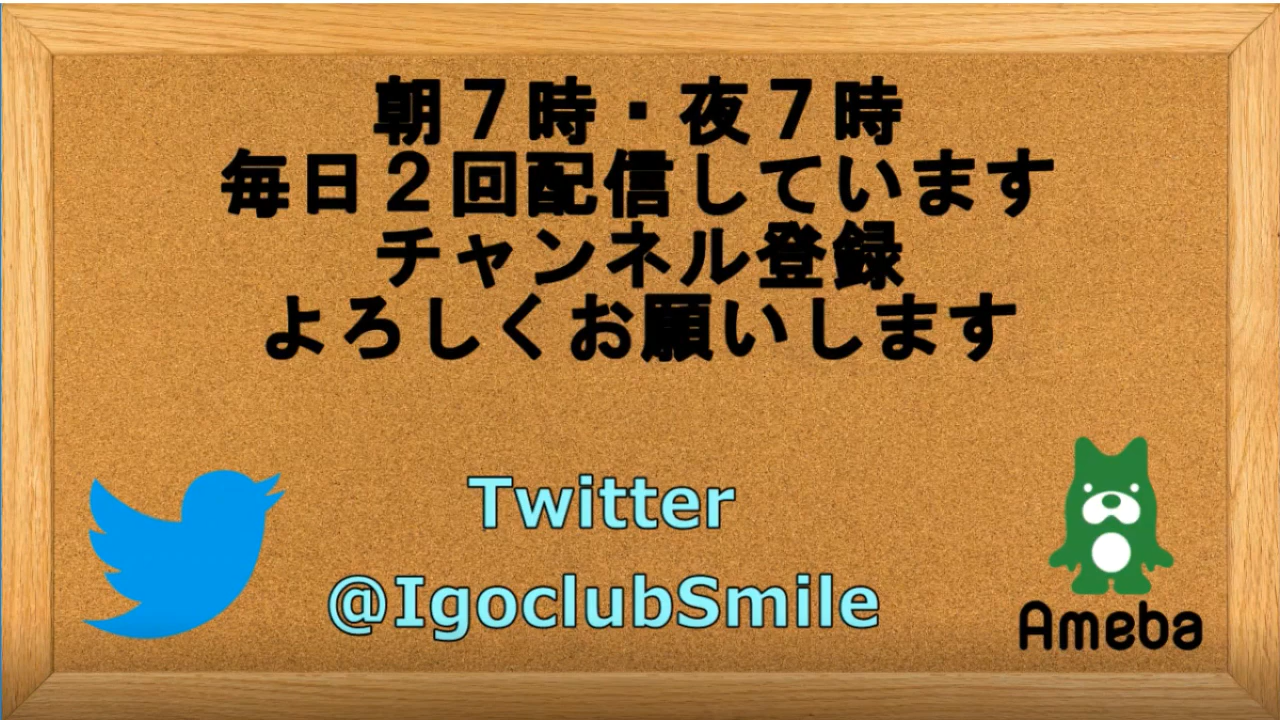 朝７時・夜７時
毎日２回配信しています
チャンネル登録
よろしくお願いします
Twitter
@IgoclubSmile
Ameba